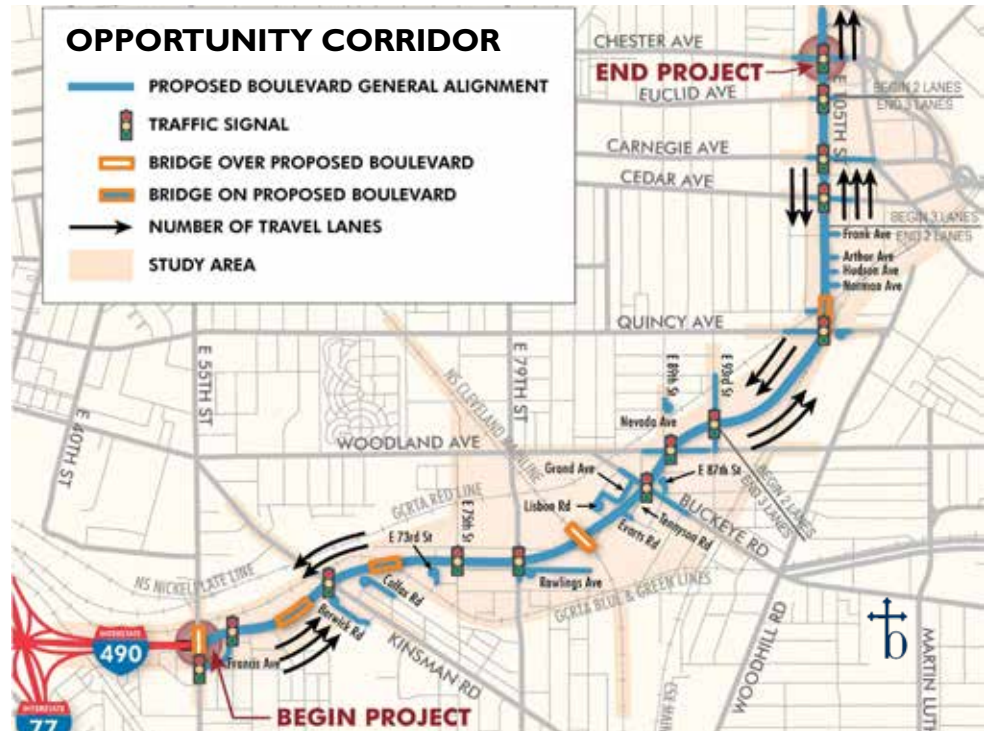 OPPORTUNITY CORRIDOR
PROPOSED BOULEVARD GENERAL ALIGNMENT
TRAFFIC SIGNAL
BRIDGE OVER PROPOSED BOULEVARD
BRIDGE ON PROPOSED BOULEVARD
NUMBER OF TRAVEL LANES
STUDY AREA
CHESTER AVE
END PROJECT
EUCLID AVE
BEGIN 2 LANES
END 3 LANES
E 105TH ST
CARNEGIE AVE
CEDAR AVE
BEGIN 3 LANES
END 2 LANES
Frank Ave
Arthur Ave
Hudson Ave
Norman Ave
QUINCY AVE
E 55TH ST
E 79TH ST
E 89th St
E 93rd St
NS CLEVELAND MAINLINE
E 40TH ST
Nevada Ave
WOODLAND AVE
Grand Ave
E 87th St
BEGIN 2 LANES
END 3 LANES
GCRTA RED LINE
E 75th St
Lisbon Rd
BUCKEYE RD
Tennyson Rd
Evarts Rd
E 73rd St
NS NICKELPLATE LINE
Colfax Rd
Rawlings Ave
GCRTA BLUE & GREEN LINES
Berwick Rd
KINSMAN RD
WOODHILL RD
INTERSTATE
490
Francis Ave
MARTIN LUT
INTERSTATE
77
BEGIN PROJECT